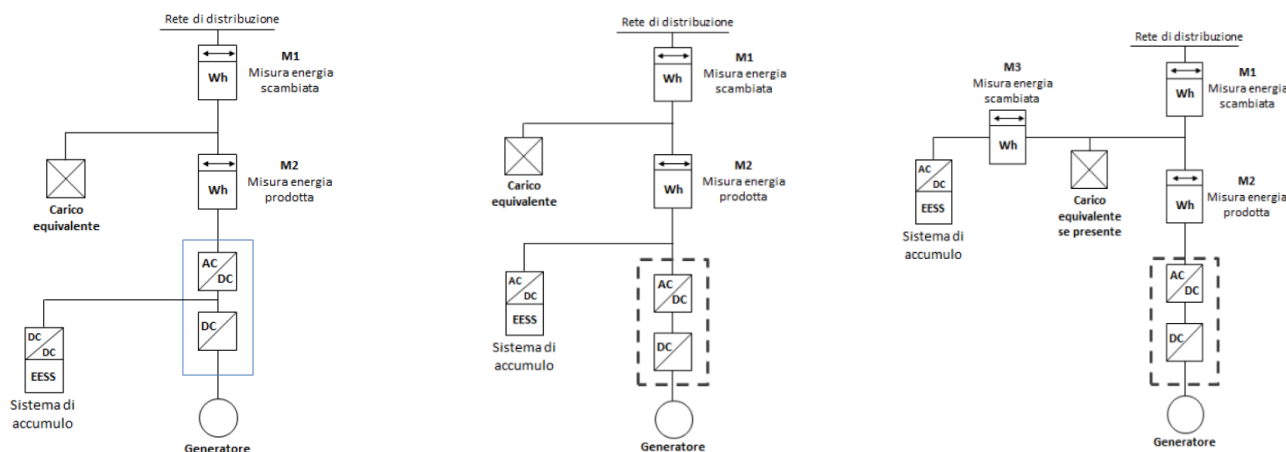 Rete di distribuzione
M1
Misura energia
scambiata
Wh
Carico
equivalente
M2
Misura energia
prodotta
Wh
AC
DC
DC
DC
DC
EESS
Sistema di
accumulo
Generatore
Rete di distribuzione
M1
Misura energia
scambiata
Wh
Carico
equivalente
M2
Misura energia
prodotta
Wh
AC
DC
EESS
Sistema di
accumulo
AC
DC
DC
Generatore
Rete di distribuzione
M3
Misura energia
scambiata
Wh
M1
Misura energia
scambiata
Wh
AC
DC
EESS
Sistema di
accumulo
Carico
equivalente
se presente
M2
Misura energia
prodotta
Wh
AC
DC
DC
Generatore